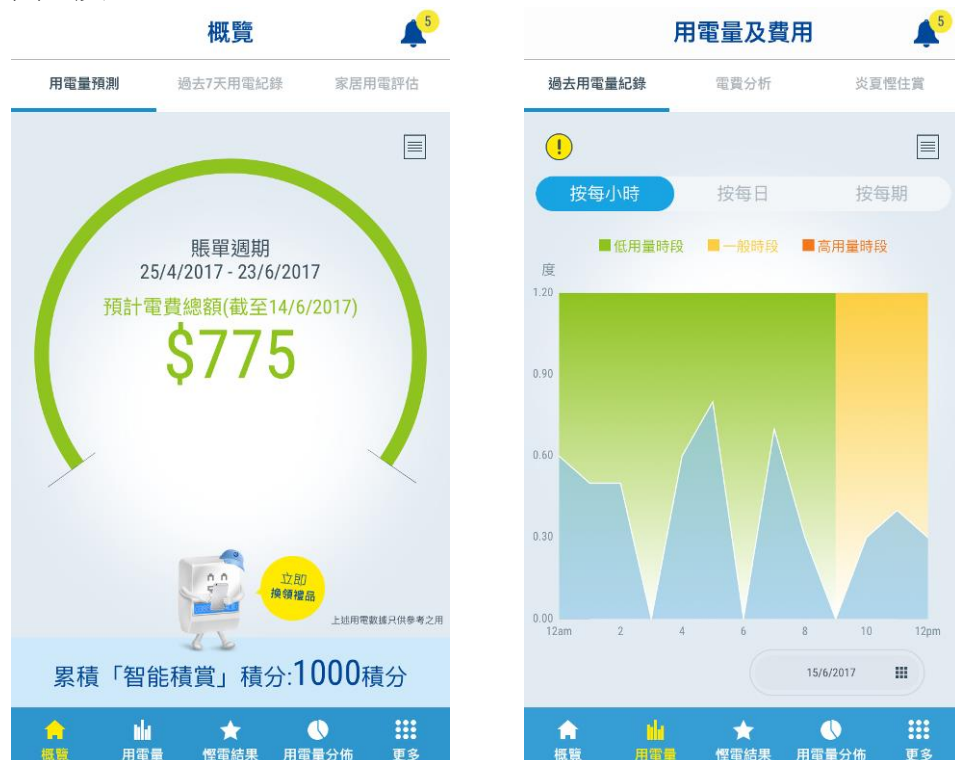 概覽
5
用電量預測
過去7天用電紀錄
家居用電評估
賬單週期
25/4/2017 - 23/6/2017
預計電費總額(截至14/6/2017)
$775
立即
換領禮品
上述用電數據只供參考之用
累積「智能積賞」積分:1000積分
概覽
用電量
慳電結果
用電量分佈
更多
用電量及費用
5
過去用電量紀錄
電費分析
炎夏慳住賞
!
按每小時
按每日
按每期
低用量時段
一般時段
高用量時段
度
1.20
0.90
0.60
0.30
0.00
12am
2
4
6
8
10
12pm
15/6/2017
概覽
用電量
慳電結果
用電量分佈
更多